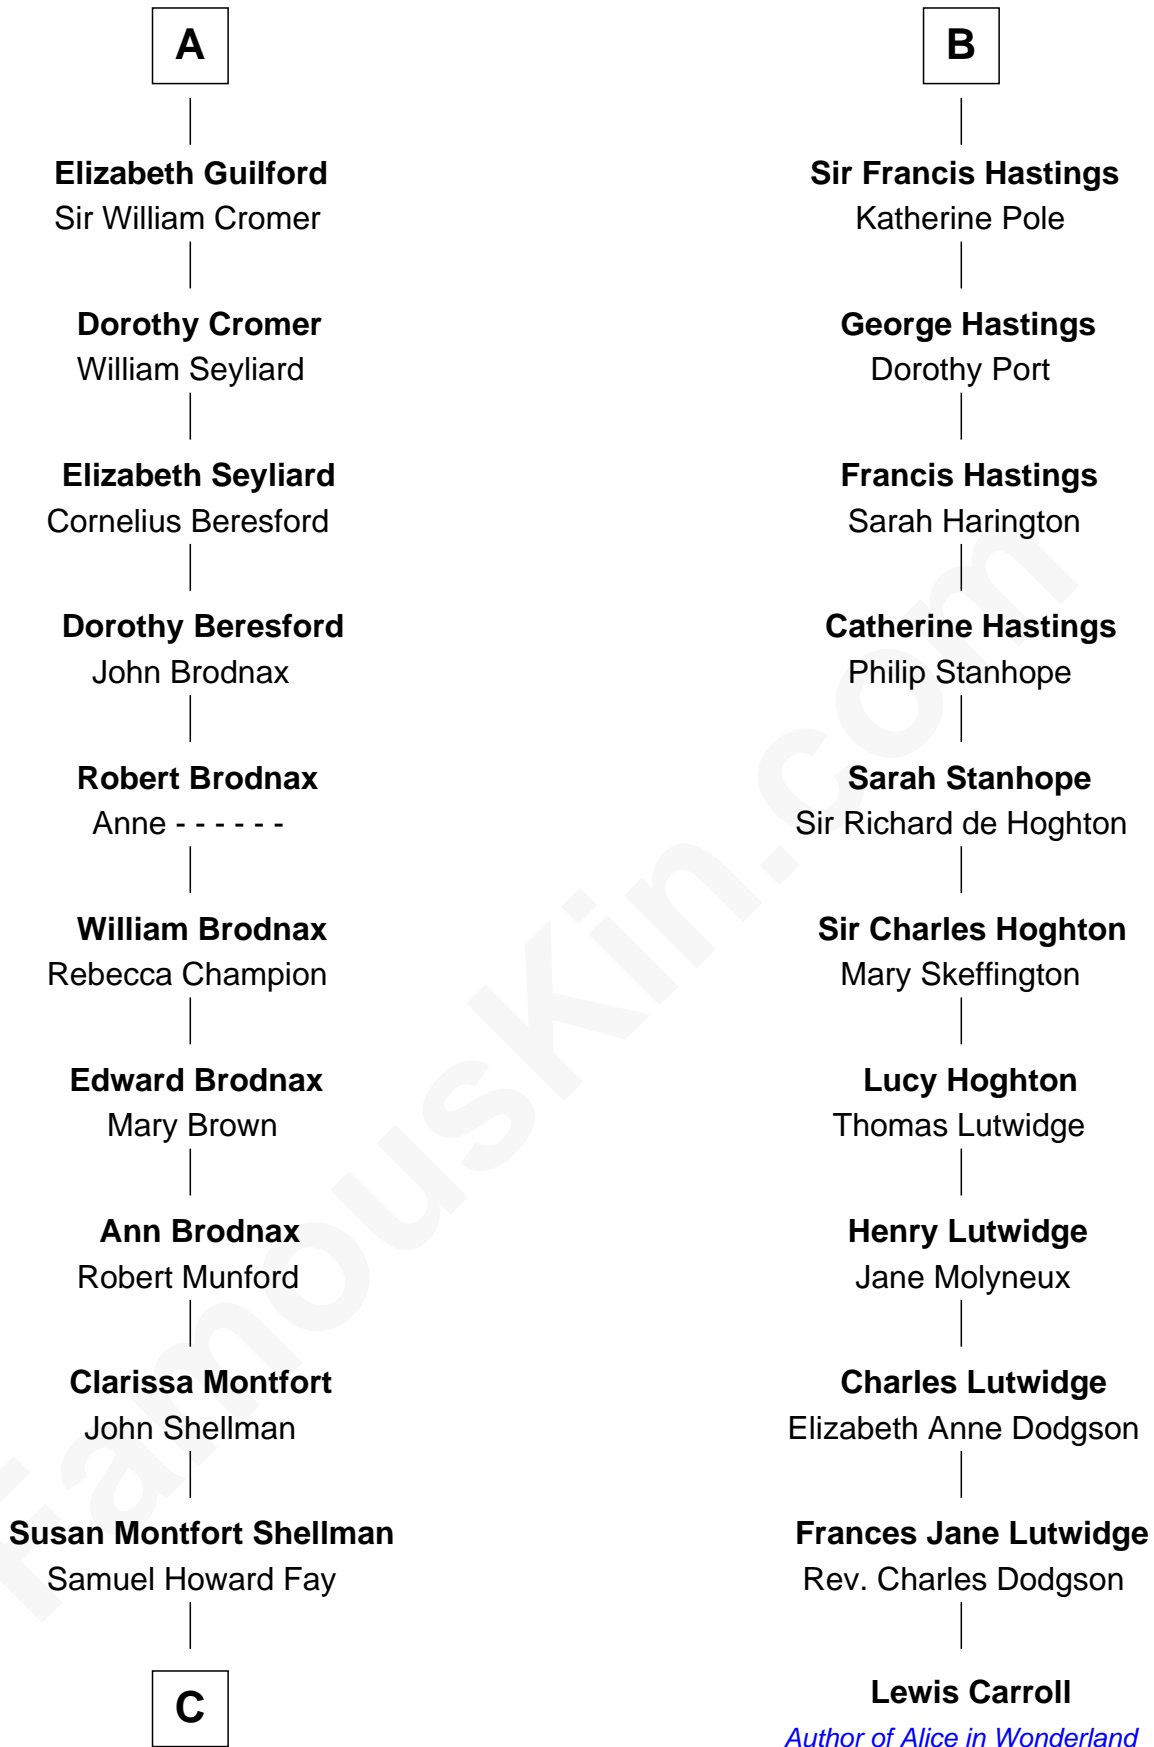 A
Elizabeth Guilford
Sir William Cromer
Dorothy Cromer
William Seyliard
Elizabeth Seyliard
Cornelius Beresford
Dorothy Beresford
John Brodnax
Robert Brodnax
Anne - - - - - -
William Brodnax
Rebecca Champion
Edward Brodnax
Mary Brown
Ann Brodnax
Robert Munford
Clarissa Montfort
John Shellman
Susan Montfort Shellman
Samuel Howard Fay
C
B
Sir Francis Hastings
Katherine Pole
George Hastings
Dorothy Port
Francis Hastings
Sarah Harington
Catherine Hastings
Philip Stanhope
Sarah Stanhope
Sir Richard de Hoghton
Sir Charles Hoghton
Mary Skeffington
Lucy Hoghton
Thomas Lutwidge
Henry Lutwidge
Jane Molyneux
Charles Lutwidge
Elizabeth Anne Dodgson
Frances Jane Lutwidge
Rev. Charles Dodgson
Lewis Carroll
Author of Alice in Wonderland
FamousKin.com